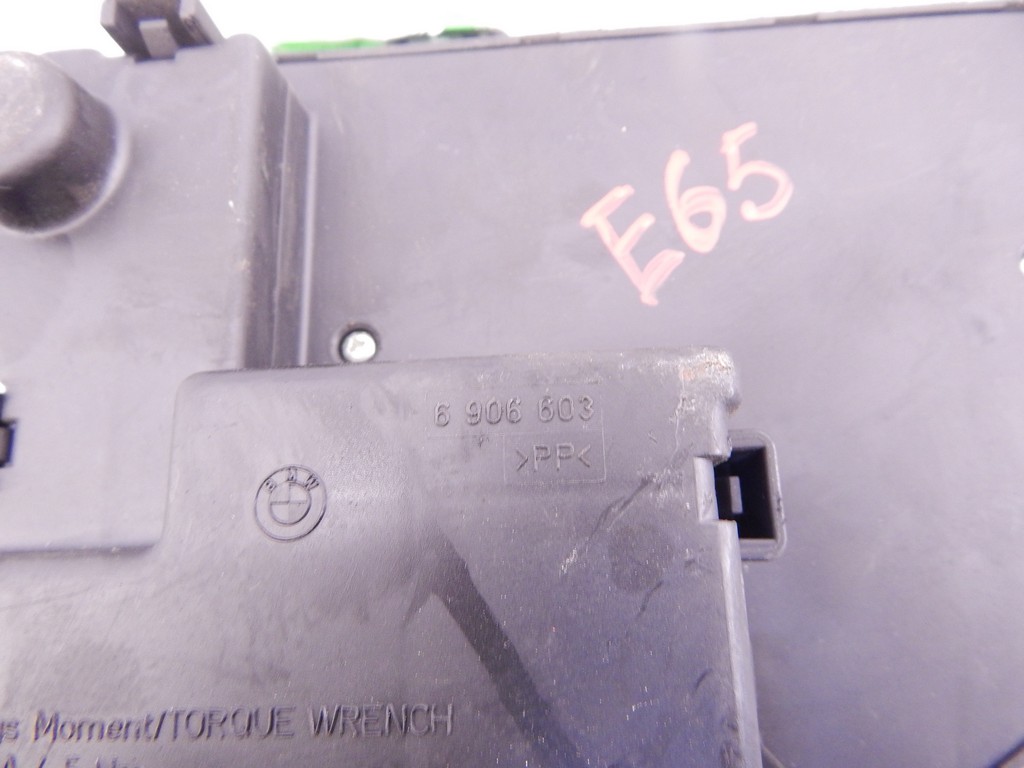 E65
6 906 603
>PP<
BMW
Moment/TORQUE WRENCH